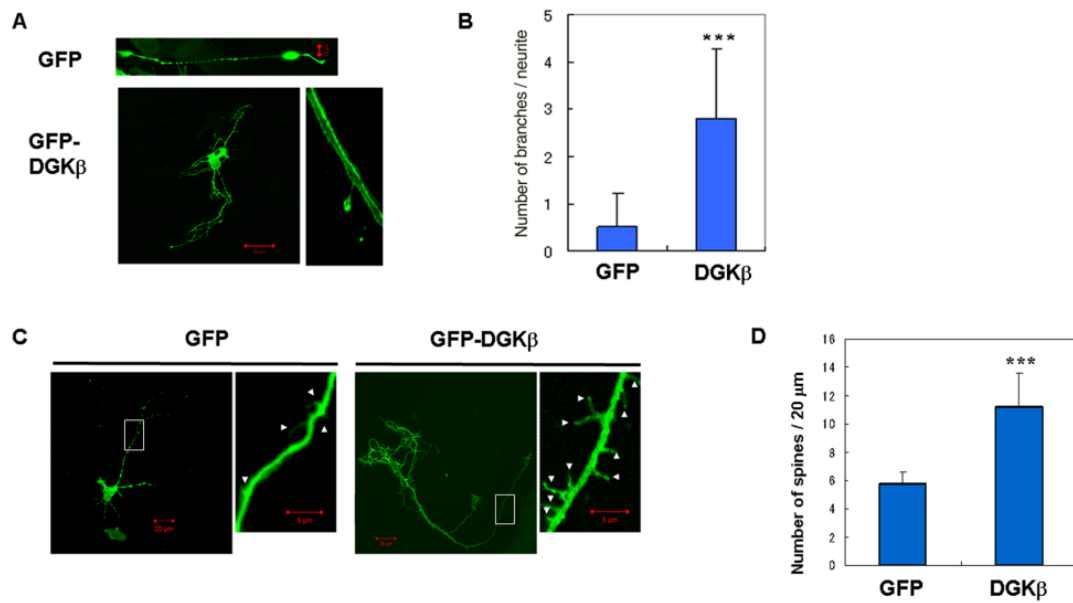 A
GFP
GFP-
DGKβ
B
Number of branches / neurite
5
4
3
2
1
0
***
GFP
DGKβ
C
GFP
GFP-DGKβ
20 μm
5 μm
5 μm
D
Number of spines / 20 μm
16
14
12
10
8
6
4
2
0
***
GFP
DGKβ